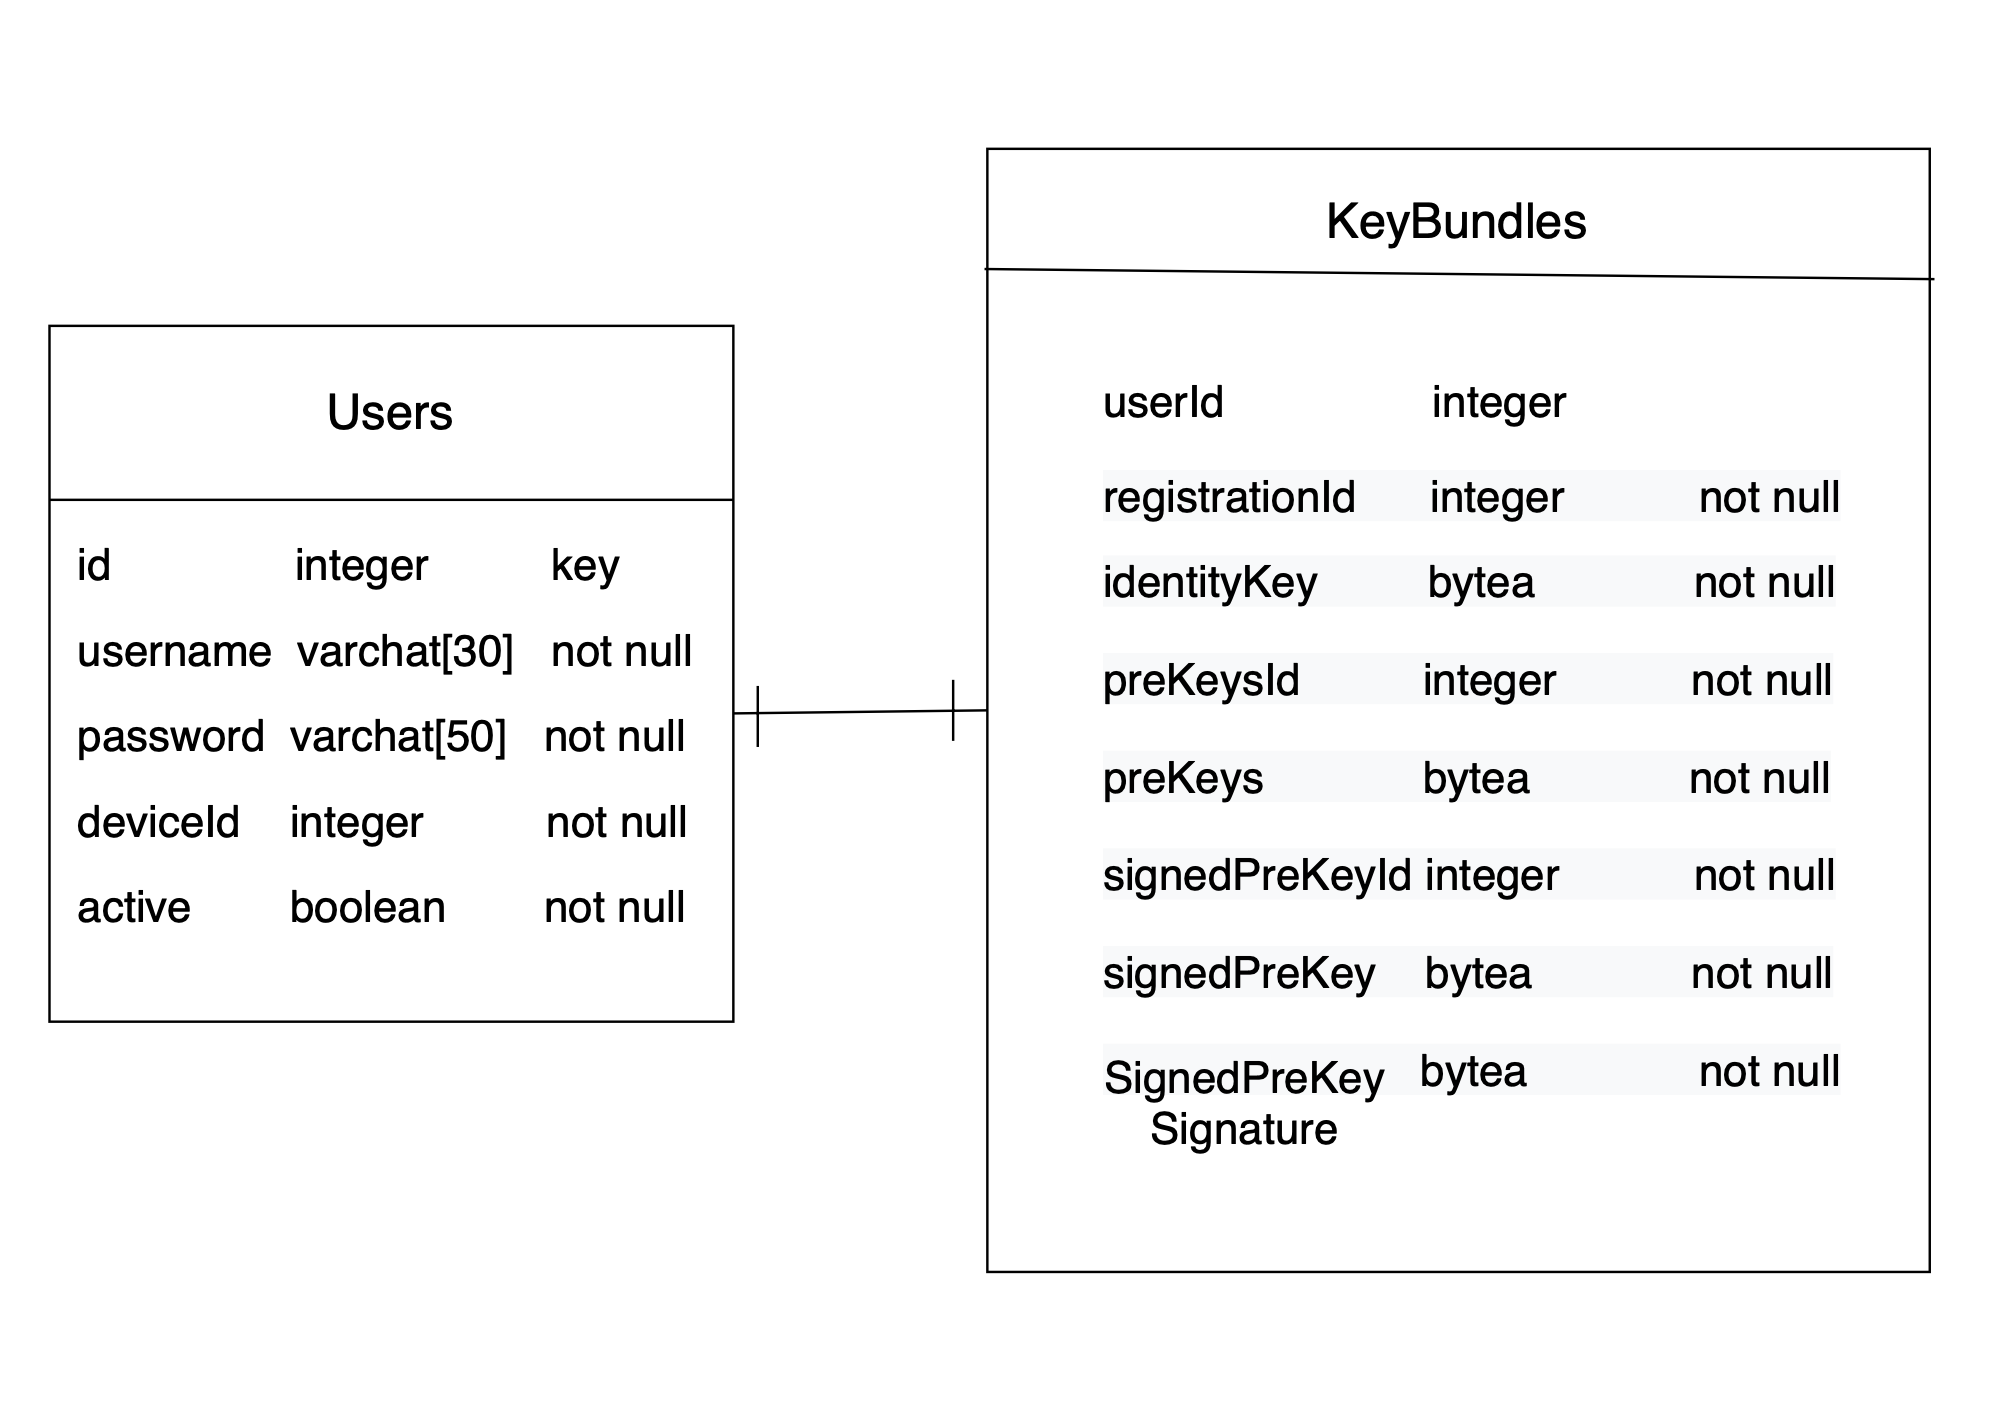 Users
id integer key
username varchat[30] not null
password varchat[50] not null
deviceId integer not null
active boolean not null
KeyBundles
userId integer
registrationId integer not null
identityKey bytea not null
preKeysId integer not null
preKeys bytea not null
signedPreKeyId integer not null
signedPreKey bytea not null
SignedPreKey bytea not null
Signature